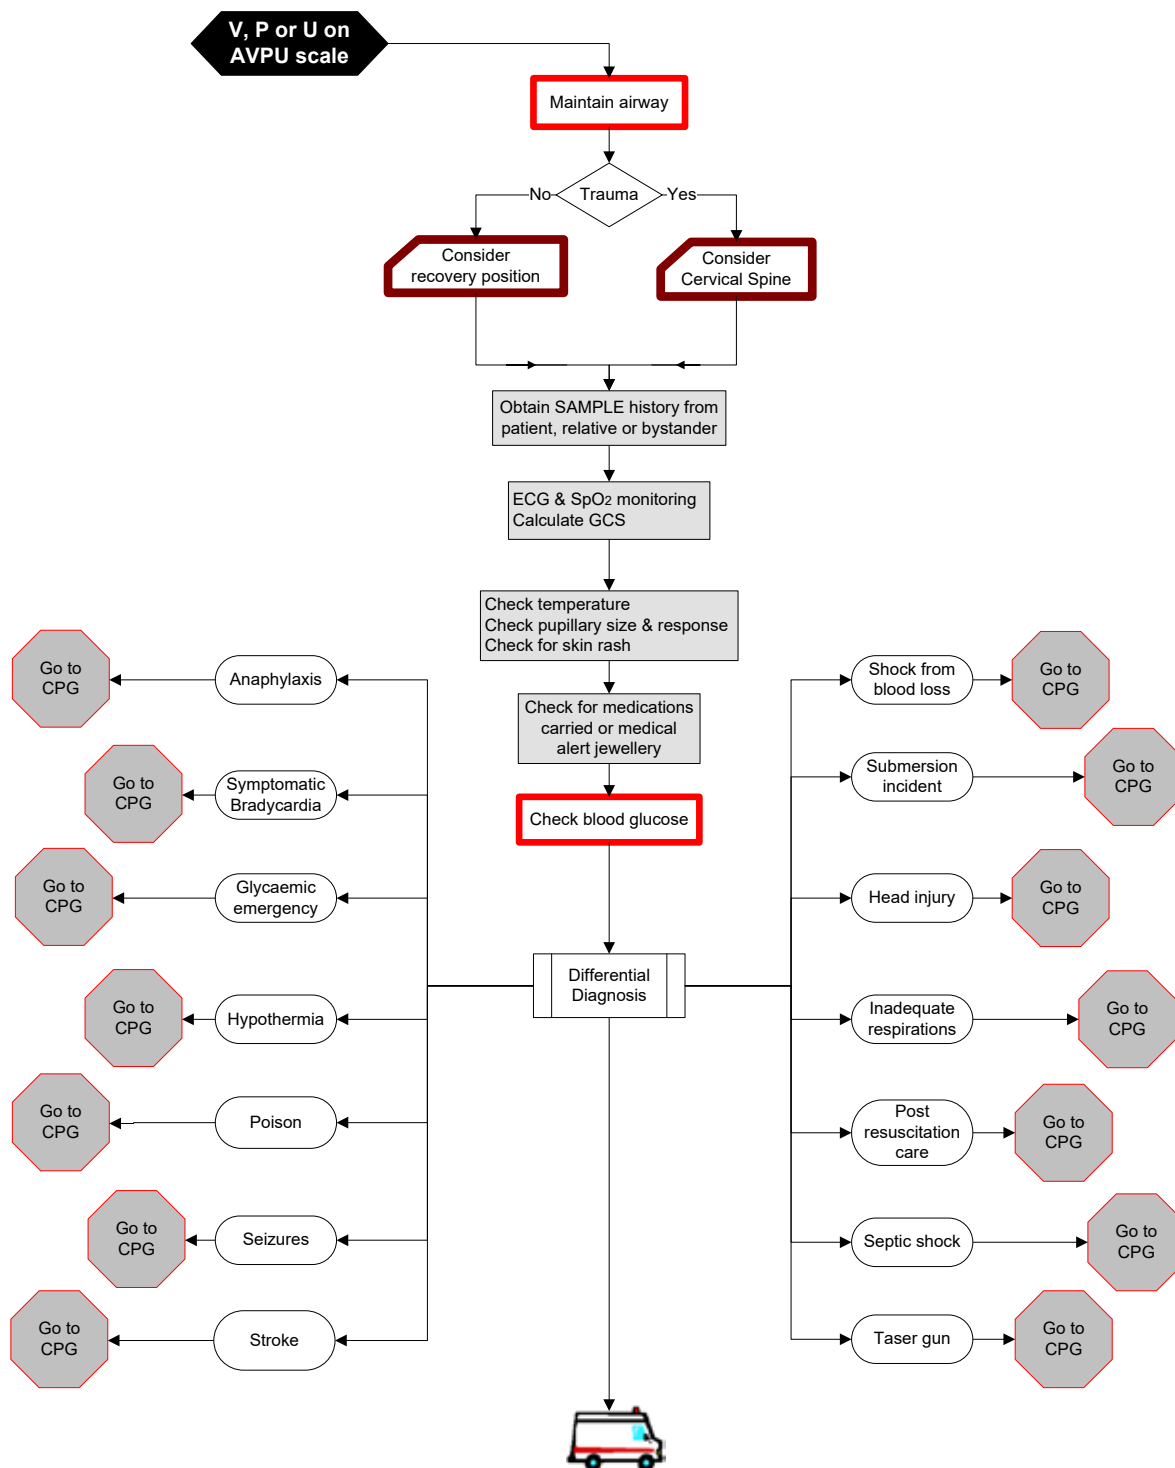 V, P or U on
AVPU scale
Maintain airway
No
Trauma
Yes
Consider
recovery position
Consider
Cervical Spine
Obtain SAMPLE history from
patient, relative or bystander
ECG & SpO2 monitoring
Calculate GCS
Check temperature
Check pupillary size & response
Check for skin rash
Check for medications
carried or medical
alert jewellery
Check blood glucose
Differential
Diagnosis
Go to
CPG
Anaphylaxis
Go to
CPG
Symptomatic
Bradycardia
Go to
CPG
Glycaemic
emergency
Go to
CPG
Hypothermia
Go to
CPG
Poison
Go to
CPG
Seizures
Go to
CPG
Stroke
Shock from
blood loss
Go to
CPG
Submersion
incident
Go to
CPG
Head injury
Go to
CPG
Inadequate
respirations
Go to
CPG
Post
resuscitation
care
Go to
CPG
Septic shock
Go to
CPG
Taser gun
Go to
CPG